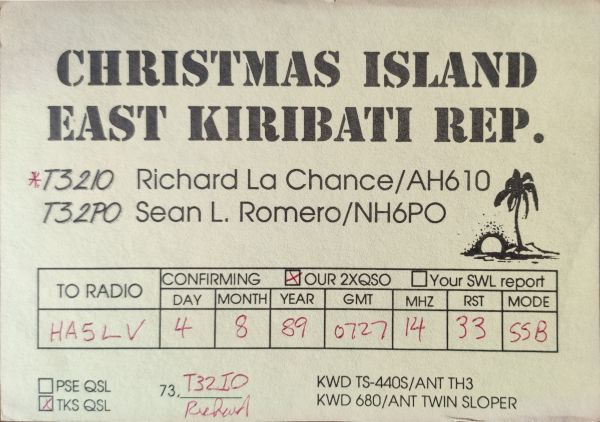 CHRISTMAS ISLAND
EAST KIRIBATI REP.
*T32IO Richard La Chance/AH610
T32PO Sean L. Romero/NH6PO
TO RADIO CONFIRMING ☒ OUR 2XQSO ☐ Your SWL report
DAY MONTH YEAR GMT MHZ RST MODE
HA5LV 4 8 89 0727 14 33 SSB
☐ PSE QSL 73, T32IO KWD TS-440S/ANT TH3
☒ TKS QSL Richard KWD 680/ANT TWIN SLOPER